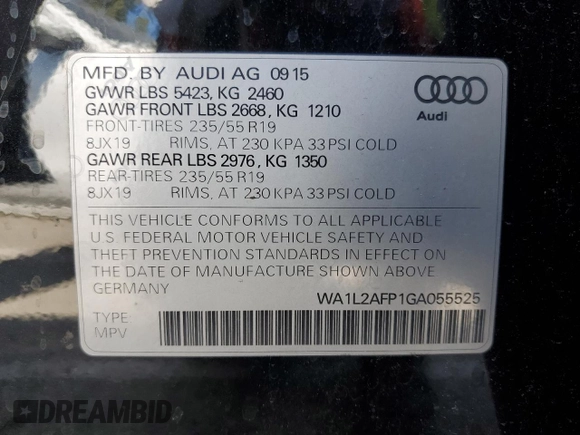 MFD. BY AUDI AG 09 15
GVWR LBS 5423, KG 2460
GAWR FRONT LBS 2668, KG 1210
FRONT-TIRES 235/55 R19
8JX19 RIMS, AT 230 KPA 33 PSI COLD
GAWR REAR LBS 2976, KG 1350
REAR-TIRES 235/55 R19
8JX19 RIMS, AT 230 KPA 33 PSI COLD
Audi
THIS VEHICLE CONFORMS TO ALL APPLICABLE
U.S. FEDERAL MOTOR VEHICLE SAFETY AND
THEFT PREVENTION STANDARDS IN EFFECT ON
THE DATE OF MANUFACTURE SHOWN ABOVE
GERMANY
WA1L2AFP1GA055525
TYPE
MPV
DREAMBID